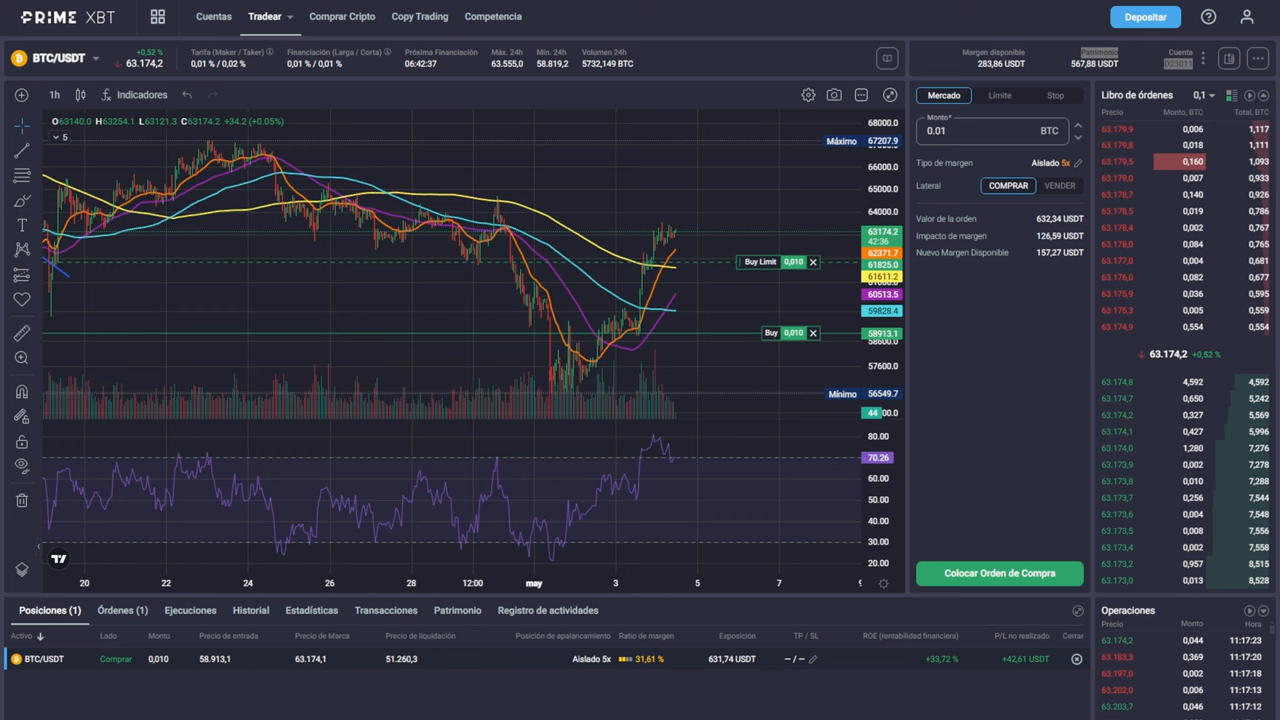 PRIME XBT
Cuentas
Tradear
Comprar Cripto
Copy Trading
Competencia
Depositar
BTC/USDT
+0,52 %
63.174,2
Tarifa (Maker / Taker)
0,01 % / 0,02 %
Financiación (Larga / Corta)
0,01 % / 0,01 %
Próxima Financiación
06:42:37
Máx. 24h
63.555,0
Mín. 24h
58.819,2
Volumen 24h
5732,149 BTC
Margen disponible
283,86 USDT
Patrimonio
567,88 USDT
Cuenta
023011
1h
Indicadores
O63140.0 H63254.1 L63121.3 C63174.2 +34.2 (+0.05%)
5
68000.0
Máximo 67207.9
66000.0
65000.0
64000.0
63174.2
42:36
62371.7
Buy Limit 0,010
61825.0
61611.2
60513.5
59828.4
Buy 0,010
58913.1
58600.0
57600.0
Mínimo 56549.7
44
80.00
70.26
60.00
50.00
40.00
30.00
20.00
20 22 24 26 28 12:00 may 3 5 7 9
Mercado
Límite
Stop
Monto*
0.01 BTC
Tipo de margen Aislado 5x
Lateral COMPRAR VENDER
Valor de la orden 632,34 USDT
Impacto de margen 126,59 USDT
Nuevo Margen Disponible 157,27 USDT
Colocar Orden de Compra
Libro de órdenes 0,1
Precio Monto, BTC Total, BTC
63.179,9 0,006 1,117
63.179,8 0,018 1,111
63.179,5 0,160 1,093
63.179,0 0,007 0,933
63.178,7 0,140 0,926
63.178,5 0,019 0,786
63.178,4 0,002 0,767
63.178,0 0,084 0,765
63.177,0 0,004 0,681
63.176,0 0,082 0,677
63.175,9 0,036 0,595
63.175,3 0,005 0,559
63.174,9 0,554 0,554
63.174,2 +0,52 %
63.174,8 4,592 4,592
63.174,7 0,650 5,242
63.174,2 0,327 5,569
63.174,1 0,427 5,996
63.174,0 1,280 7,276
63.173,9 0,002 7,278
63.173,8 0,010 7,288
63.173,7 0,256 7,544
63.173,6 0,004 7,548
63.173,5 0,008 7,556
63.173,4 0,002 7,558
63.173,2 0,957 8,515
63.173,0 0,013 8,528
Posiciones (1)
Órdenes (1)
Ejecuciones
Historial
Estadísticas
Transacciones
Patrimonio
Registro de actividades
Activo Lado Monto Precio de entrada Precio de Marca Precio de liquidación Posición de apalancamiento Ratio de margen Exposición TP / SL ROE (rentabilidad financiera) P/L no realizado Cerrar
BTC/USDT Comprar 0,010 58.913,1 63.174,1 51.260,3 Aislado 5x 31,61 % 631,74 USDT – / – +33,72 % +42,61 USDT
Operaciones
Precio Monto Hora
63.174,2 0,044 11:17:23
63.183,3 0,369 11:17:20
63.197,0 0,002 11:17:18
63.202,0 0,006 11:17:13
63.203,7 0,046 11:17:12